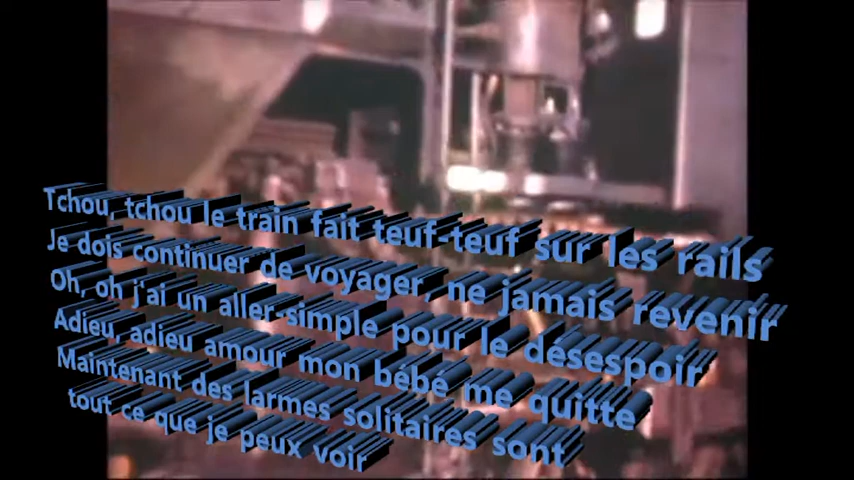 Tchou, tchou le train fait teuf-teuf sur les rails
Je dois continuer de voyager, ne jamais revenir
Oh, oh j'ai un aller-simple pour le désespoir
Adieu, adieu amour mon bébé me quitte
Maintenant des larmes solitaires sont
tout ce que je peux voir